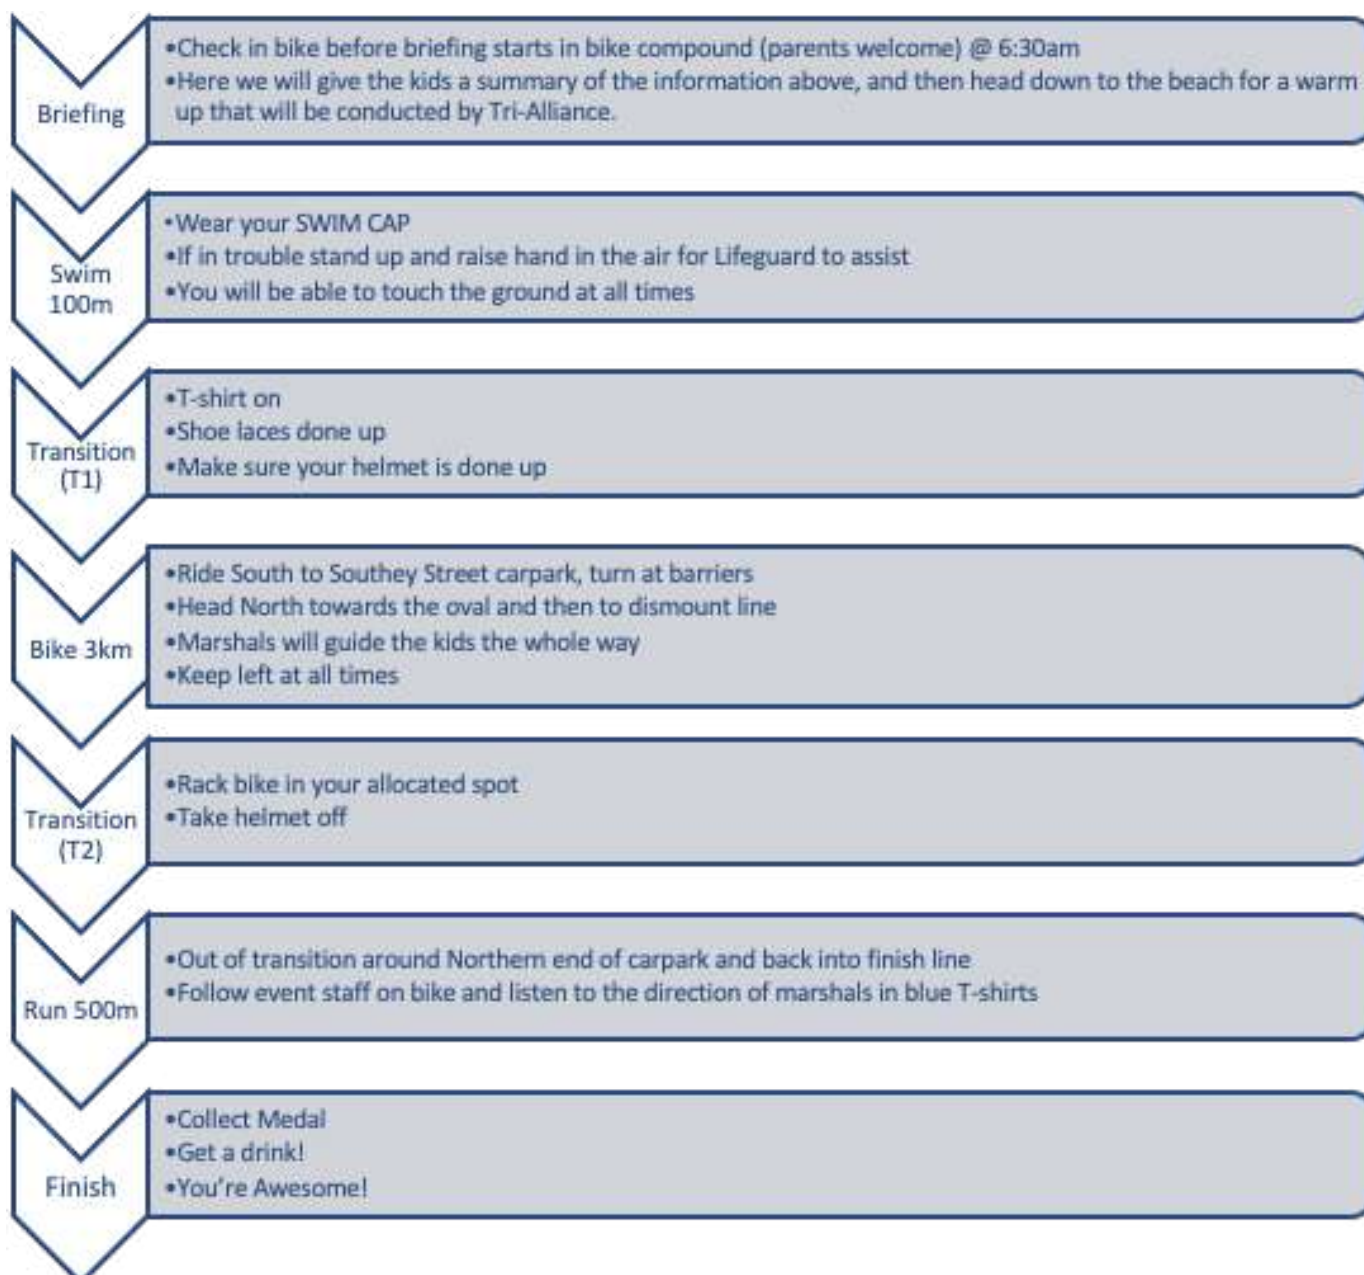 Briefing
•Check in bike before briefing starts in bike compound (parents welcome) @ 6:30am
•Here we will give the kids a summary of the information above, and then head down to the beach for a warm
up that will be conducted by Tri-Alliance.
Swim
100m
•Wear your SWIM CAP
•If in trouble stand up and raise hand in the air for Lifeguard to assist
•You will be able to touch the ground at all times
Transition
(T1)
•T-shirt on
•Shoe laces done up
•Make sure your helmet is done up
Bike 3km
•Ride South to Southey Street carpark, turn at barriers
•Head North towards the oval and then to dismount line
•Marshals will guide the kids the whole way
•Keep left at all times
Transition
(T2)
•Rack bike in your allocated spot
•Take helmet off
Run 500m
•Out of transition around Northern end of carpark and back into finish line
•Follow event staff on bike and listen to the direction of marshals in blue T-shirts
Finish
•Collect Medal
•Get a drink!
•You're Awesome!